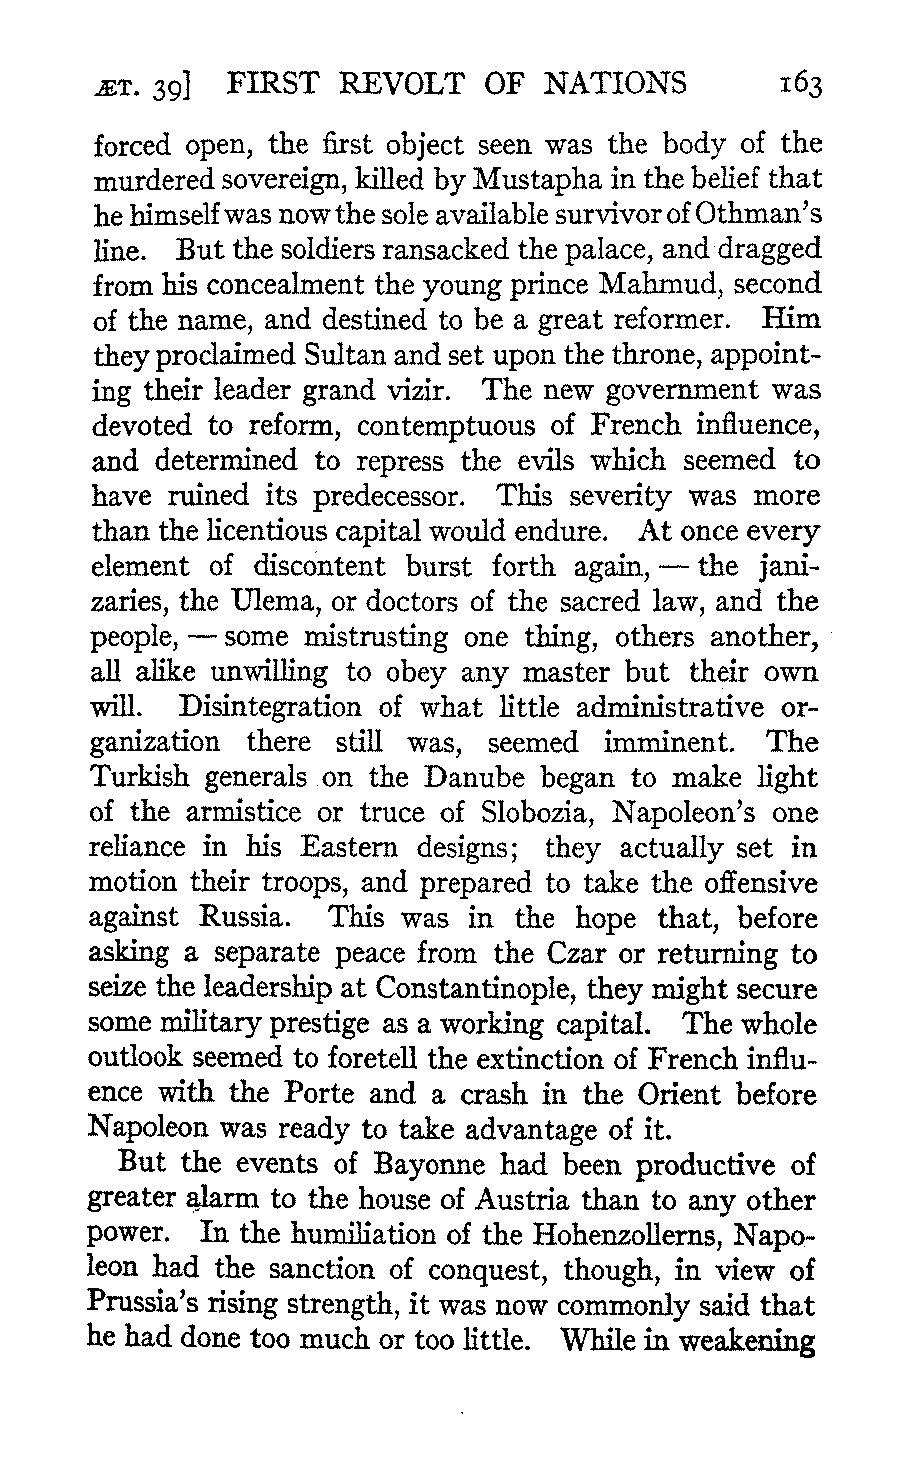 ÆT. 39] FIRST REVOLT OF NATIONS 163
forced open, the first object seen was the body of the
murdered sovereign, killed by Mustapha in the belief that
he himself was now the sole available survivor of Othman's
line. But the soldiers ransacked the palace, and dragged
from his concealment the young prince Mahmud, second
of the name, and destined to be a great reformer. Him
they proclaimed Sultan and set upon the throne, appoint-
ing their leader grand vizir. The new government was
devoted to reform, contemptuous of French influence,
and determined to repress the evils which seemed to
have ruined its predecessor. This severity was more
than the licentious capital would endure. At once every
element of discontent burst forth again, — the jani-
zaries, the Ulema, or doctors of the sacred law, and the
people, — some mistrusting one thing, others another,
all alike unwilling to obey any master but their own
will. Disintegration of what little administrative or-
ganization there still was, seemed imminent. The
Turkish generals on the Danube began to make light
of the armistice or truce of Slobozia, Napoleon's one
reliance in his Eastern designs; they actually set in
motion their troops, and prepared to take the offensive
against Russia. This was in the hope that, before
asking a separate peace from the Czar or returning to
seize the leadership at Constantinople, they might secure
some military prestige as a working capital. The whole
outlook seemed to foretell the extinction of French influ-
ence with the Porte and a crash in the Orient before
Napoleon was ready to take advantage of it.
But the events of Bayonne had been productive of
greater alarm to the house of Austria than to any other
power. In the humiliation of the Hohenzollerns, Napo-
leon had the sanction of conquest, though, in view of
Prussia's rising strength, it was now commonly said that
he had done too much or too little. While in weakening